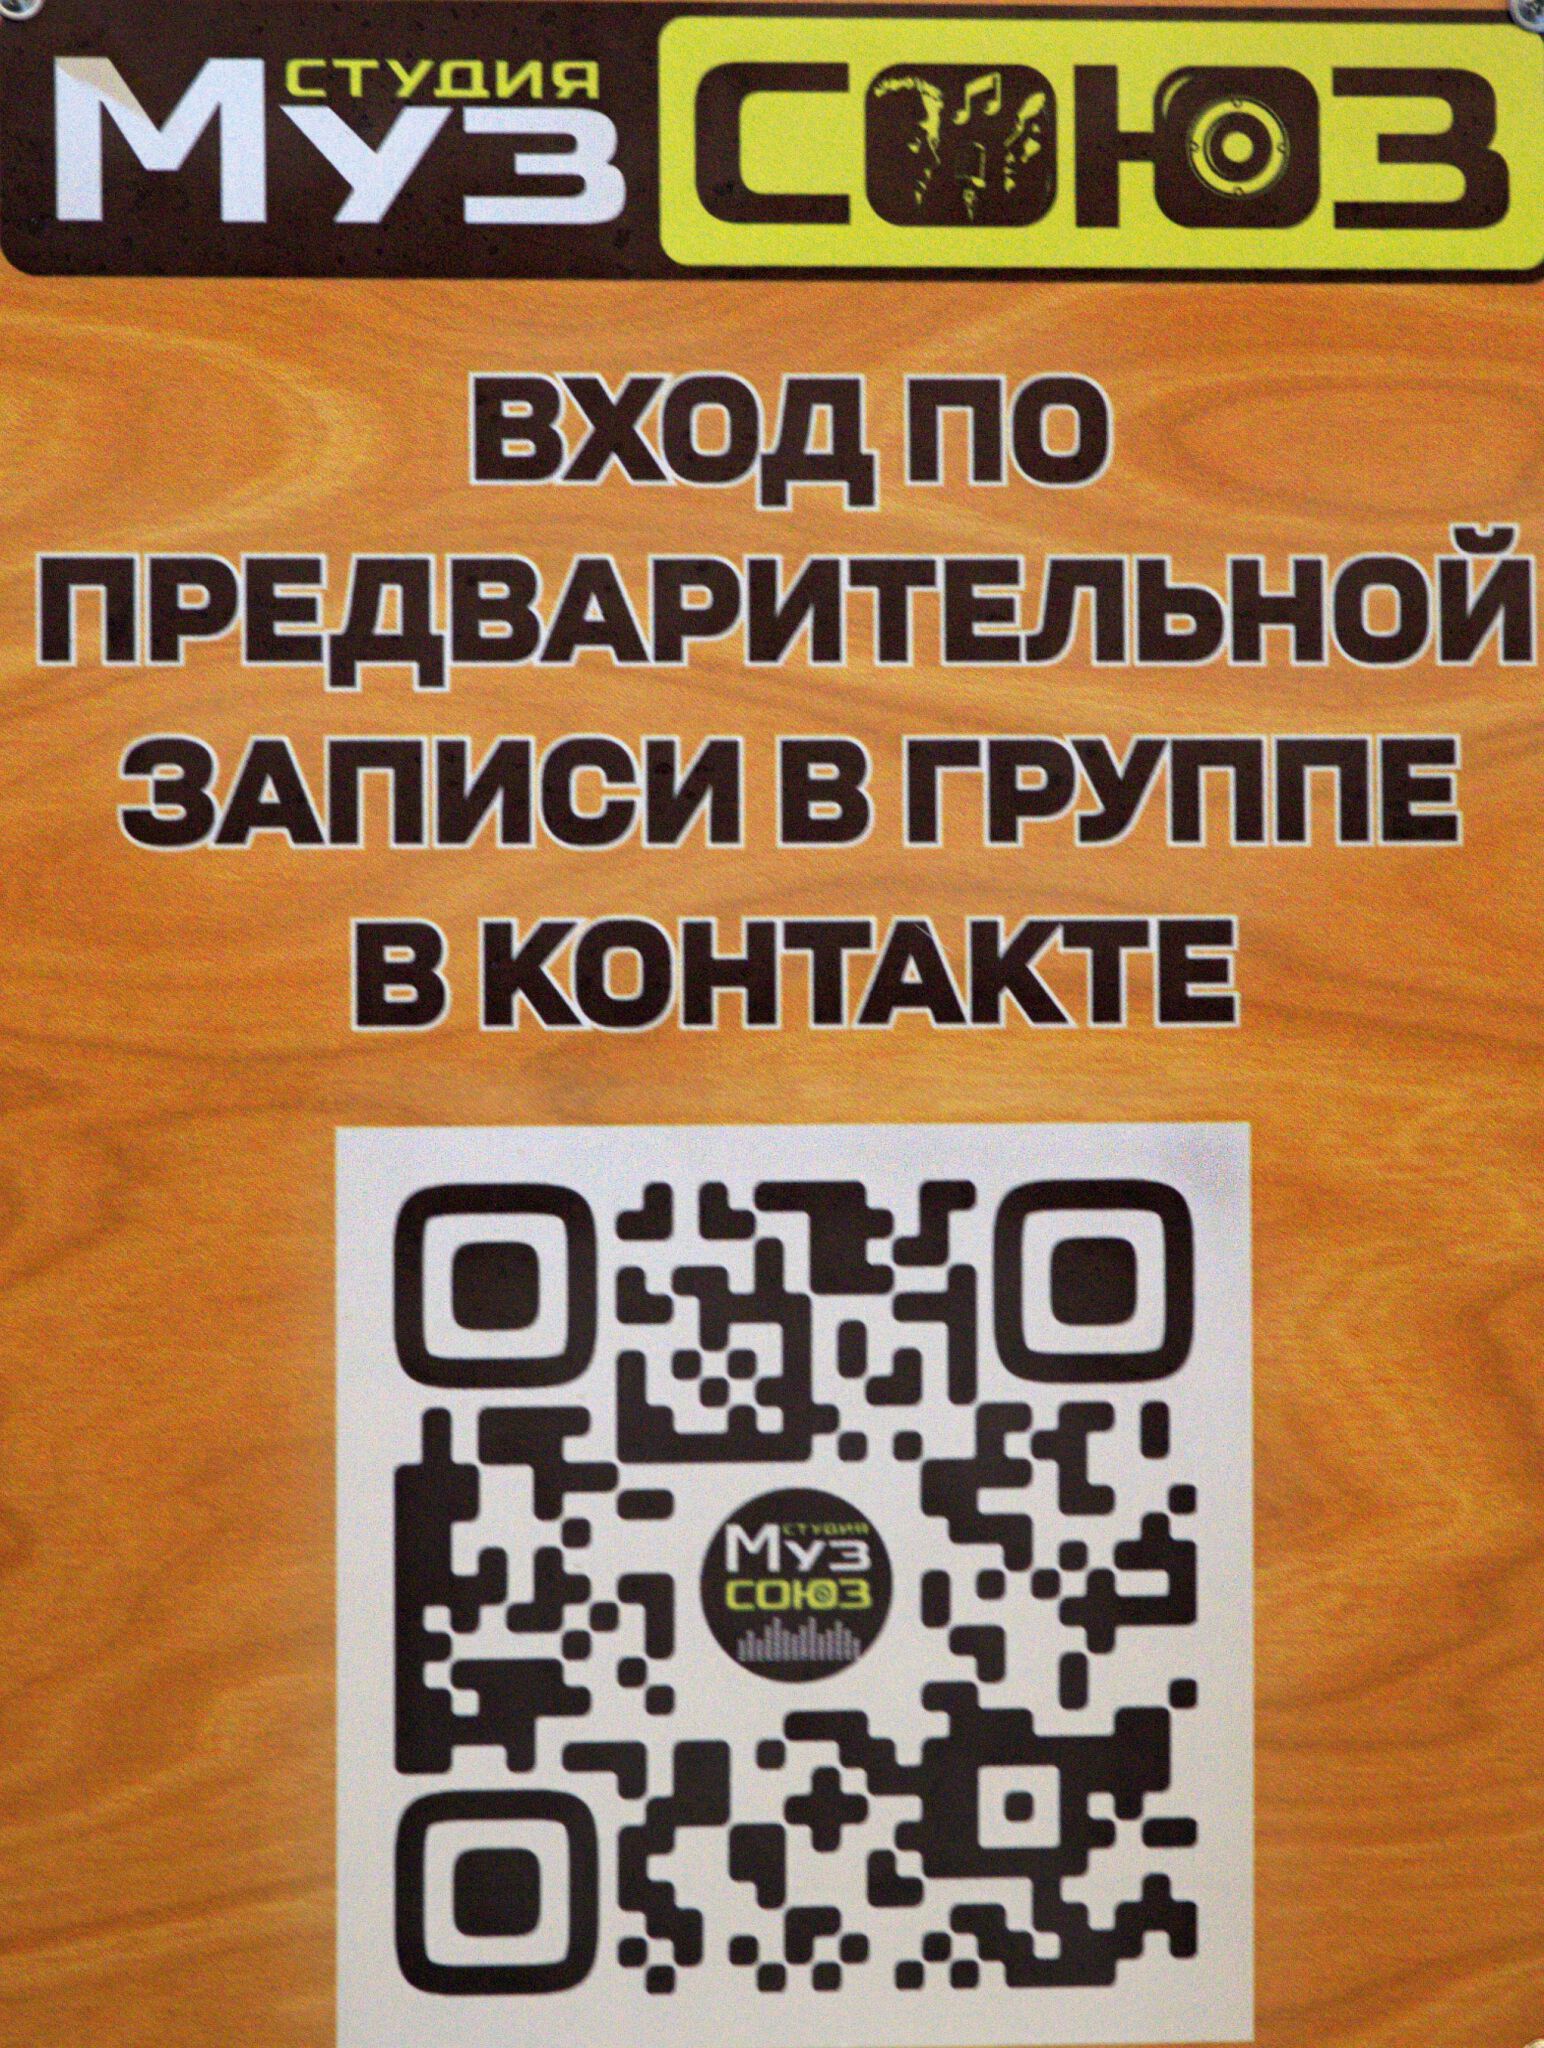 СТУДИЯ
Муз СОЮЗ
ВХОД ПО
ПРЕДВАРИТЕЛЬНОЙ
ЗАПИСИ В ГРУППЕ
В КОНТАКТЕ
СТУДИЯ
Муз
СОЮЗ